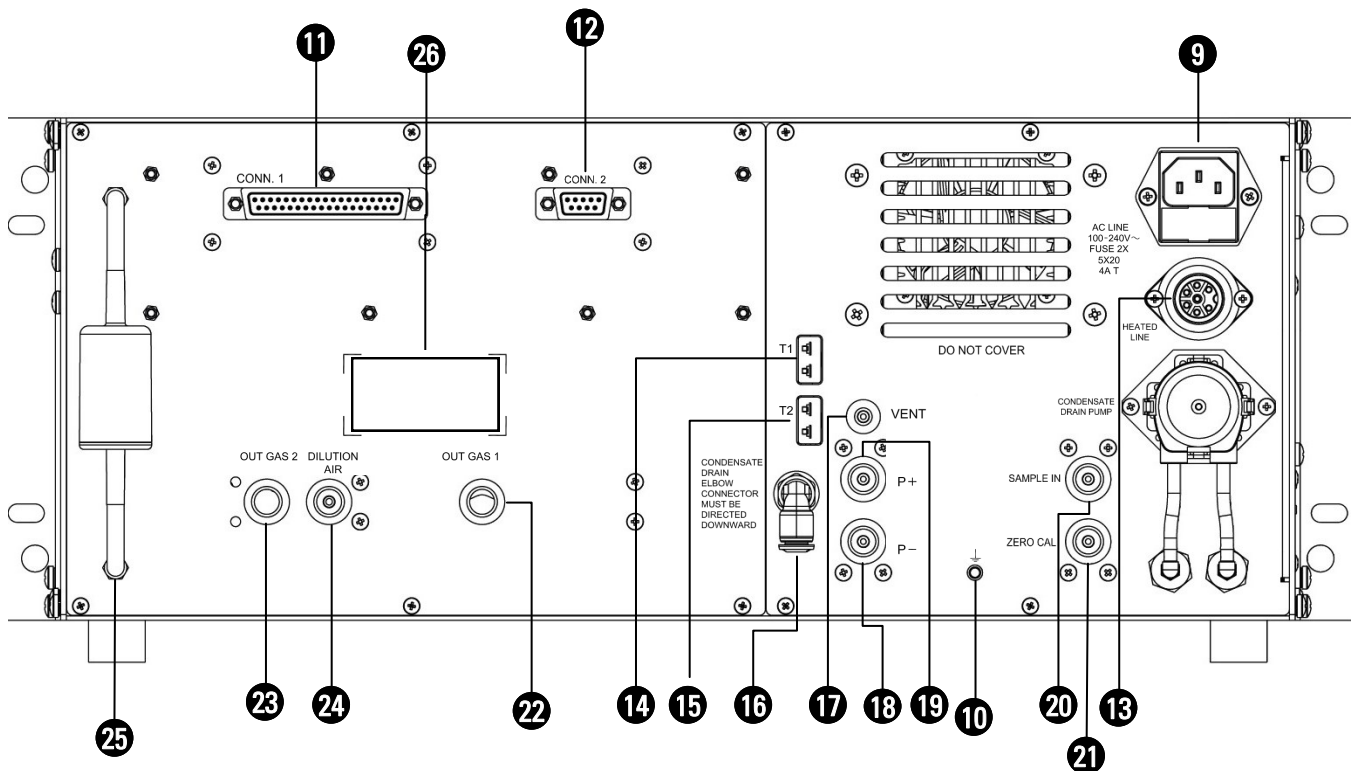 11
26
12
9
CONN. 1
CONN. 2
AC LINE
100-240V～
FUSE 2X
5X20
4A T
HEATED
LINE
DO NOT COVER
T1
T2
VENT
CONDENSATE
DRAIN PUMP
OUT GAS 2
DILUTION
AIR
OUT GAS 1
CONDENSATE
DRAIN
ELBOW
CONNECTOR
MUST BE
DIRECTED
DOWNWARD
P+
P−
SAMPLE IN
ZERO CAL
25
23
24
22
14
15
16
17
18
19
10
20
13
21